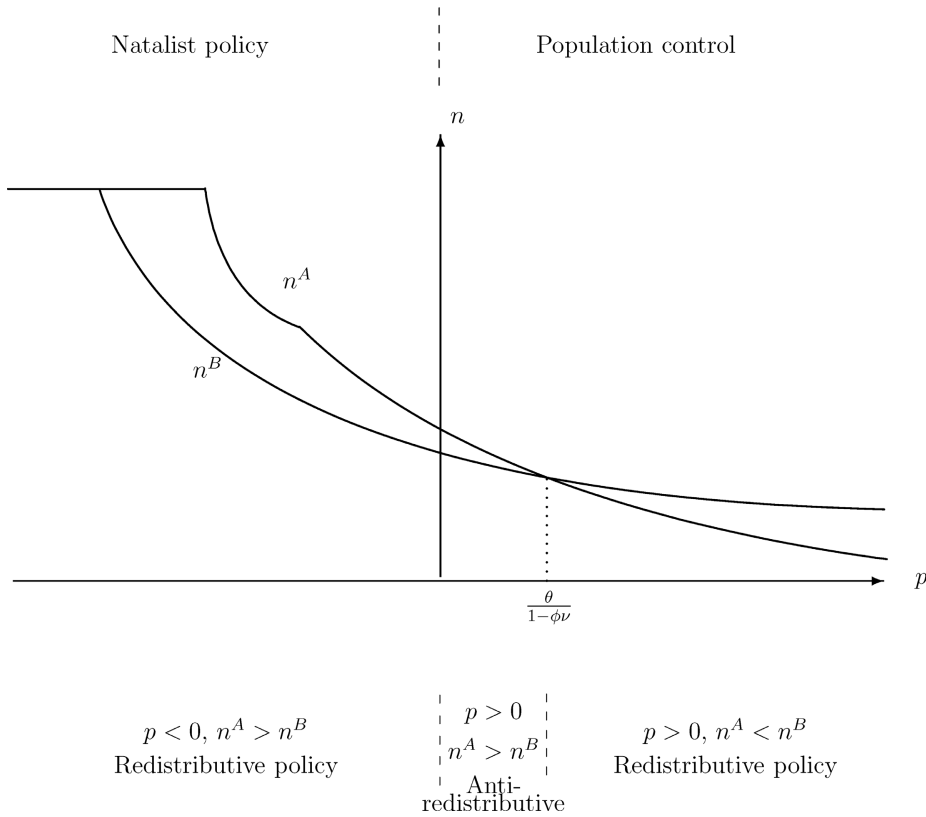 Natalist policy
Population control
n
n^A
n^B
p
θ/(1−ϕν)
p < 0, n^A > n^B
Redistributive policy
p > 0
n^A > n^B
Anti-
redistributive
p > 0, n^A < n^B
Redistributive policy